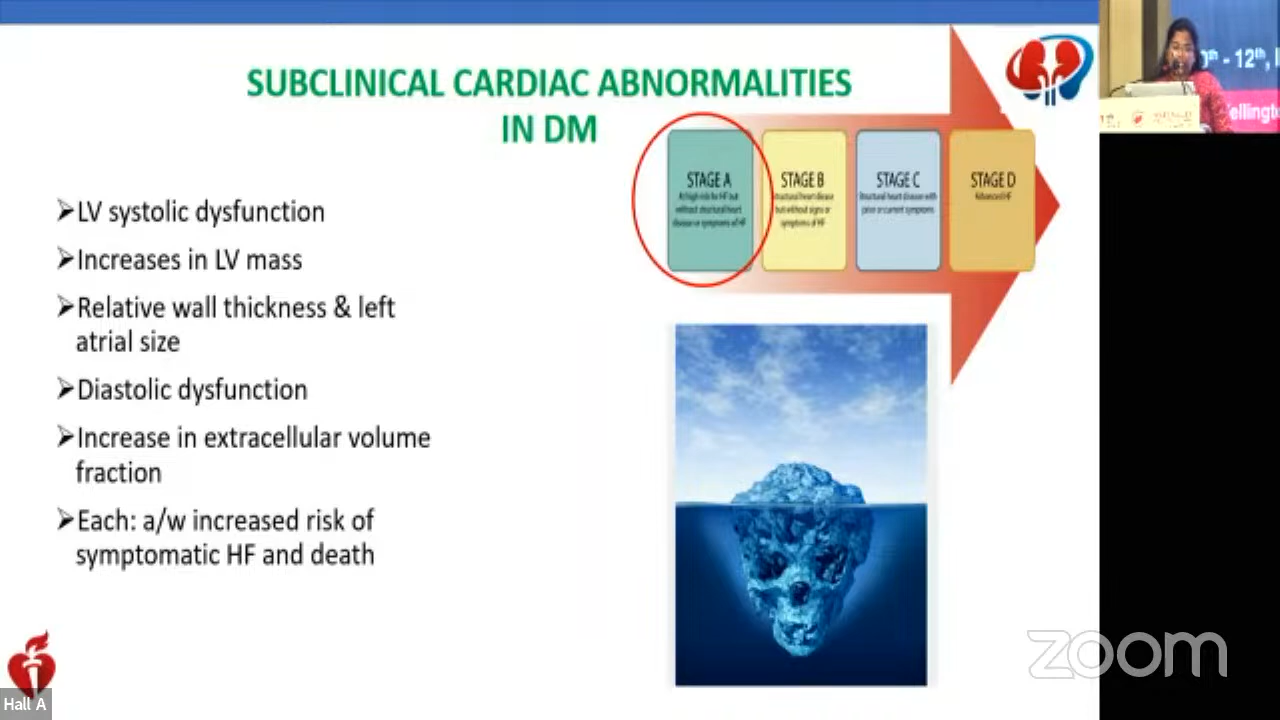 SUBCLINICAL CARDIAC ABNORMALITIES
IN DM
➢LV systolic dysfunction
➢Increases in LV mass
➢Relative wall thickness & left
atrial size
➢Diastolic dysfunction
➢Increase in extracellular volume
fraction
➢Each: a/w increased risk of
symptomatic HF and death
STAGE A
At high risk for HF but
without structural heart
disease or symptoms of HF
STAGE B
Structural heart disease
but without signs or
symptoms of HF
STAGE C
Structural heart disease with
prior or current symptoms
STAGE D
Advanced HF
- 12th,
ellington
Hall A
zoom